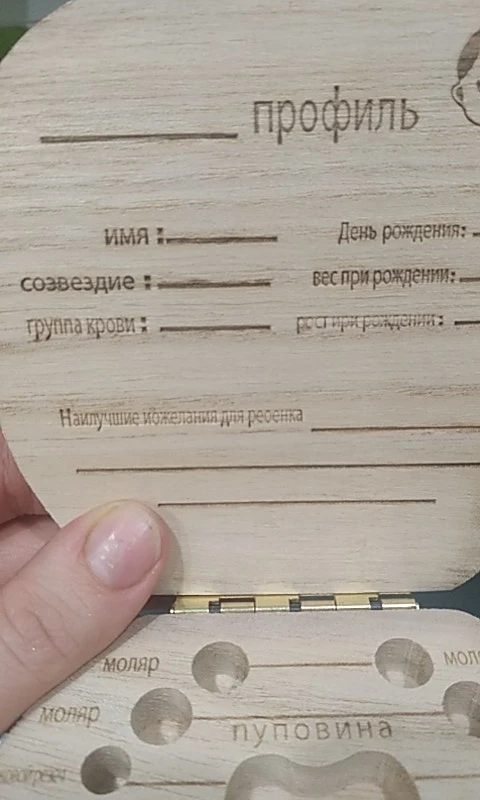 профиль
имя : День рождения:
созвездие : вес при рождении:
группа крови : рост при рождении:
Наилучшие пожелания для ребенка
моляр
моляр
пуповина